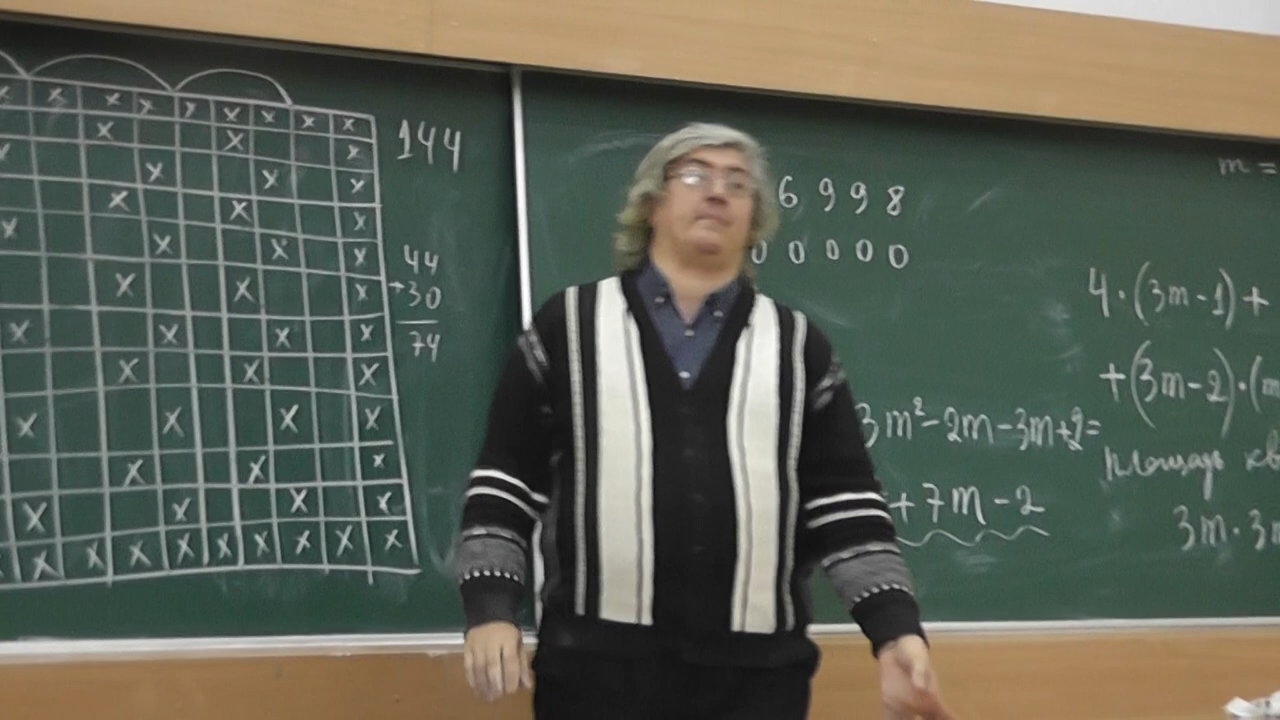 144
44
+30
74
6998
0000
m =
4·(3m-1)+
+(3m-2)·(m
3m²-2m-3m+2=
+7m-2
площадь кв
3m·3m